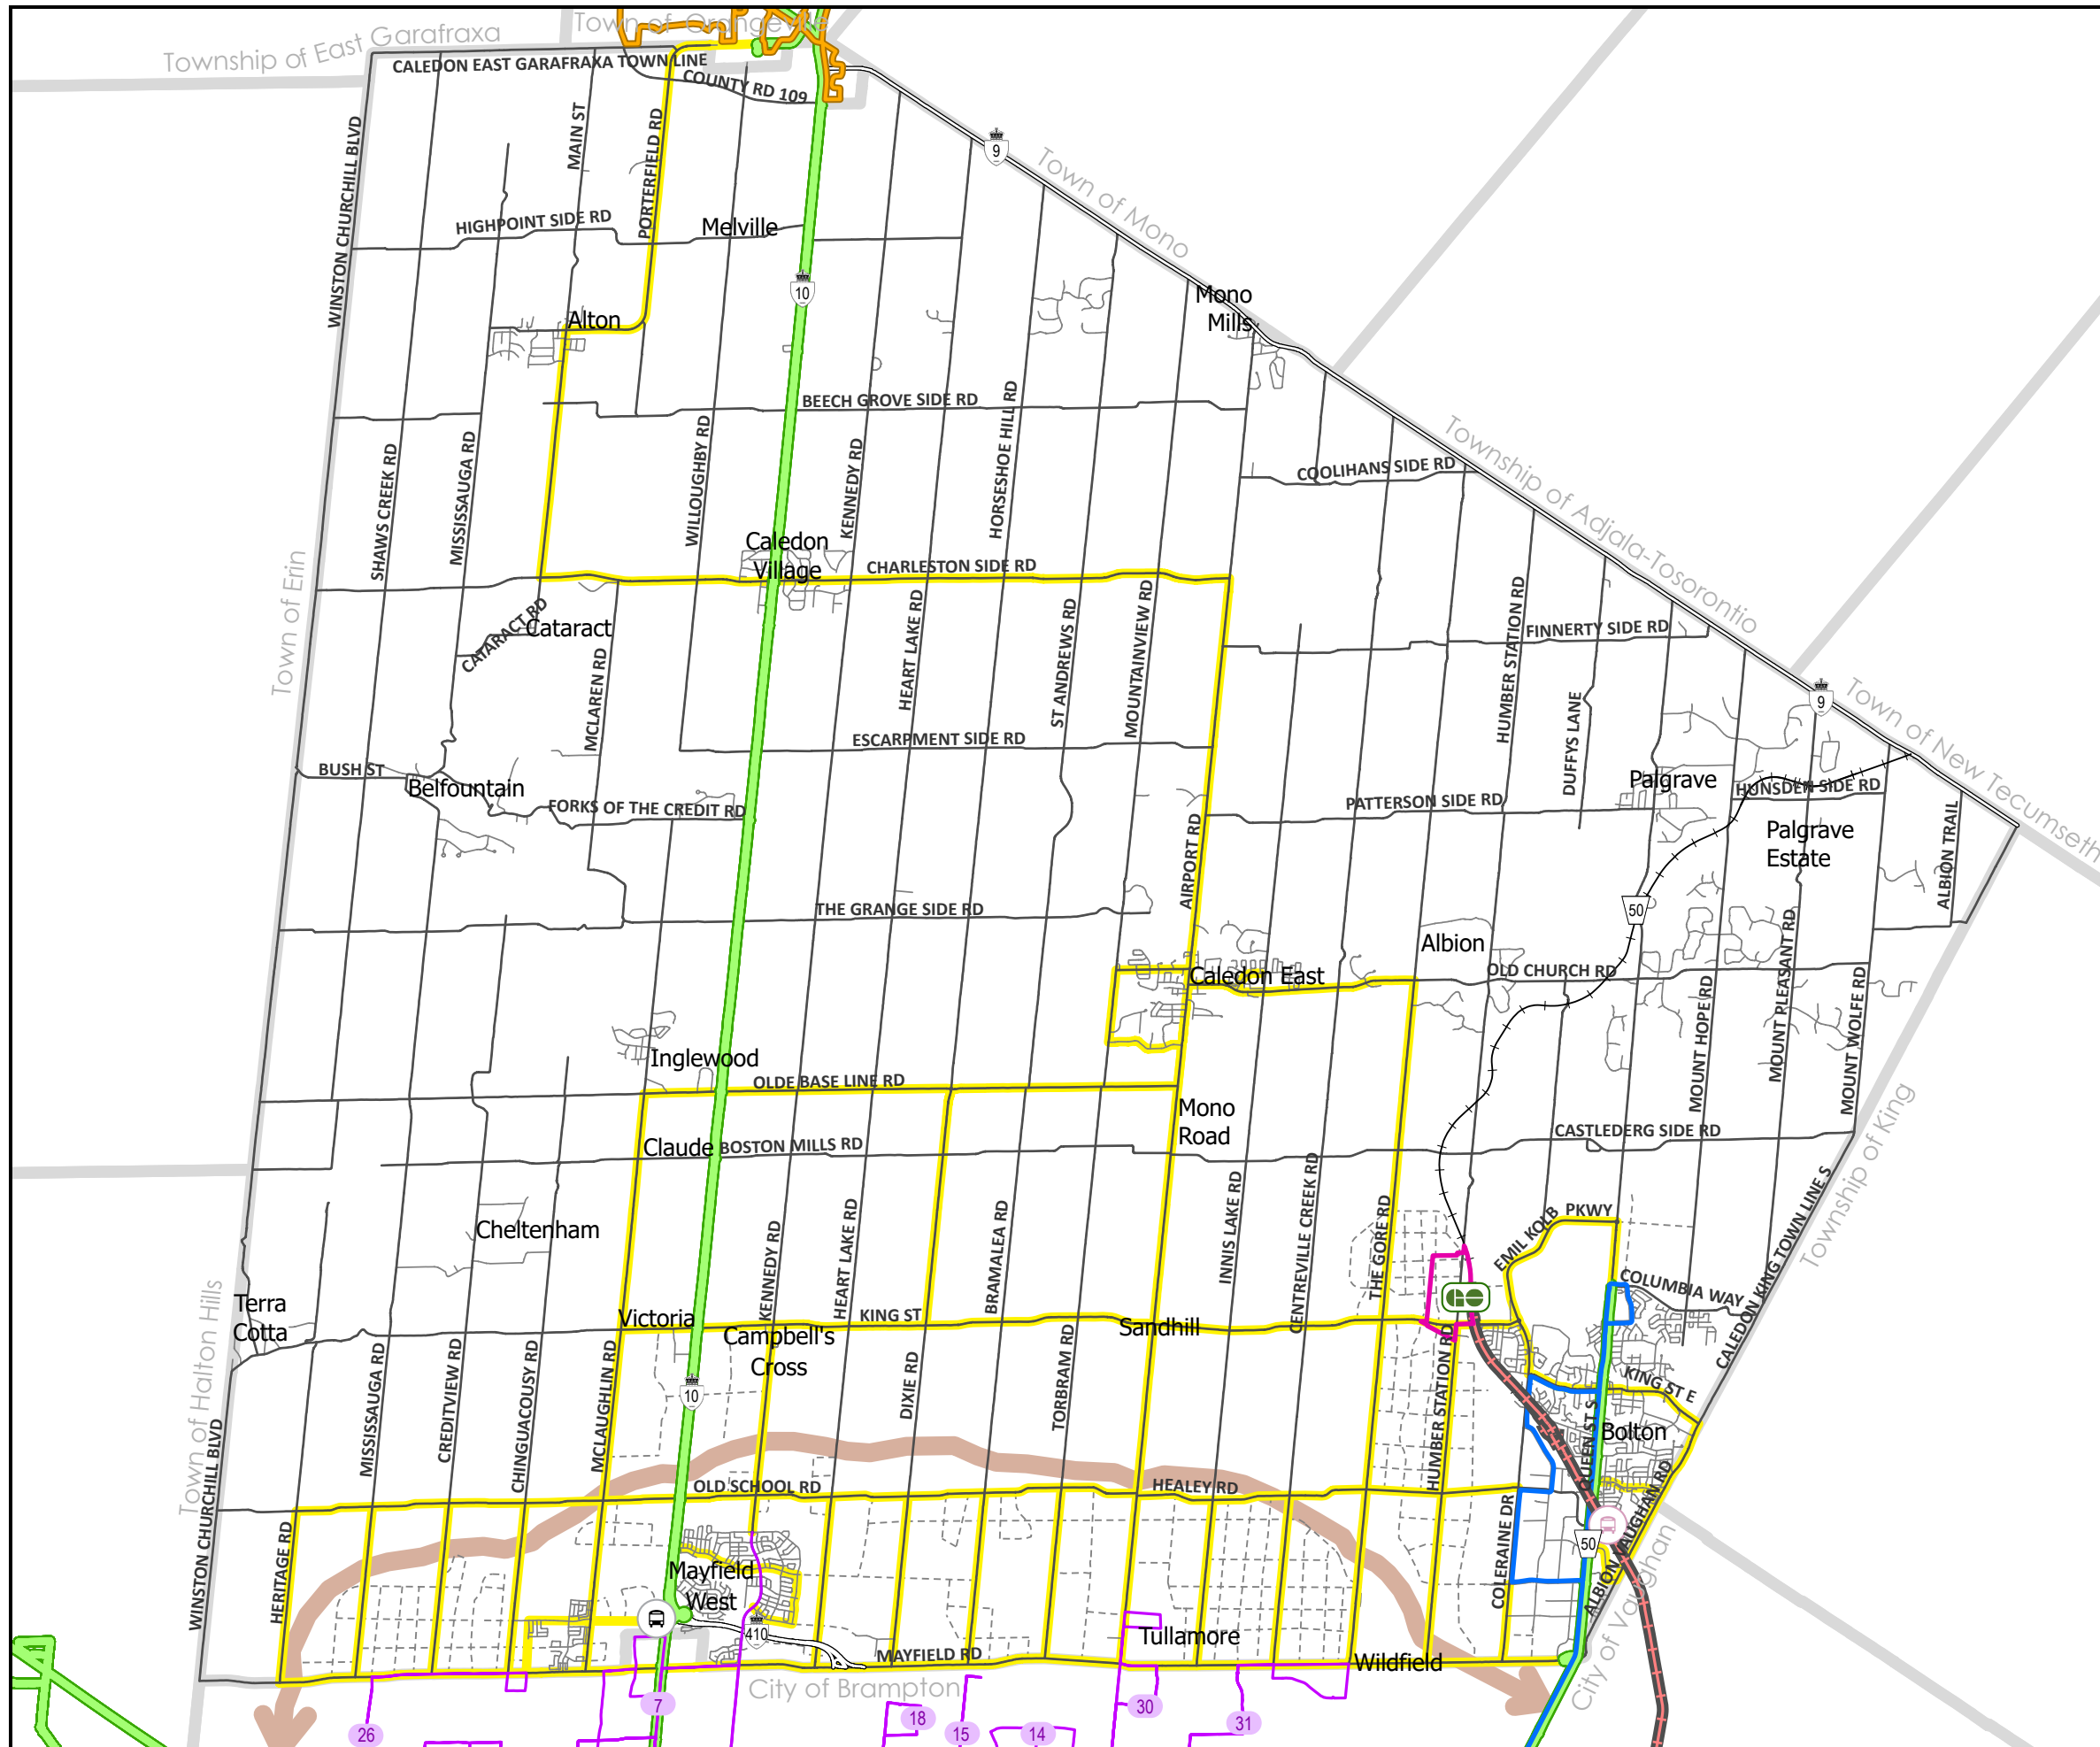 Township of East Garafraxa
Town of Orangeville
CALEDON EAST GARAFRAXA TOWN LINE
COUNTY RD 109
WINSTON CHURCHILL BLVD
MAIN ST
PORTERFIELD RD
9
Town of Mono
HIGHPOINT SIDE RD
Melville
10
Mono
Mills
Alton
BEECH GROVE SIDE RD
HORSESHOE HILL RD
SHAWS CREEK RD
MISSISSAUGA RD
WILLOUGHBY RD
KENNEDY RD
COOLIHANS SIDE RD
Township of Adjala-Tosorontio
Caledon
Village
CHARLESTON SIDE RD
Town of Erin
CATARACT RD
Cataract
MCLAREN RD
HEART LAKE RD
ST ANDREWS RD
MOUNTAINVIEW RD
HUMBER STATION RD
FINNERTY SIDE RD
DUFFYS LANE
9
Town of New Tecumseth
ESCARPMENT SIDE RD
BUSH ST
Belfountain
FORKS OF THE CREDIT RD
PATTERSON SIDE RD
Palgrave
HUNSDEN SIDE RD
Palgrave
Estate
AIRPORT RD
ALBION TRAIL
THE GRANGE SIDE RD
50
Albion
Caledon East
OLD CHURCH RD
MOUNT HOPE RD
MOUNT PLEASANT RD
MOUNT WOLFE RD
Inglewood
OLDE BASE LINE RD
Mono
Road
Claude
BOSTON MILLS RD
CASTLEDERG SIDE RD
Township of King
CALEDON KING TOWN LINE S
Cheltenham
KENNEDY RD
HEART LAKE RD
BRAMALEA RD
INNIS LAKE RD
CENTREVILLE CREEK RD
THE GORE RD
EMIL KOLB
PKWY
COLUMBIA WAY
GO
Town of Halton Hills
Terra
Cotta
Victoria
KING ST
Campbell's
Cross
Sandhill
10
MISSISSAUGA RD
CREDITVIEW RD
CHINGUACOUSY RD
MCLAUGHLIN RD
DIXIE RD
TORBRAM RD
HUMBER STATION RD
KING ST E
QUEEN ST S
Bolton
WINSTON CHURCHILL BLVD
OLD SCHOOL RD
HEALEY RD
HERITAGE RD
COLERAINE DR
50
ALBION VAUGHAN RD
City of Vaughan
Mayfield
West
410
Tullamore
MAYFIELD RD
Wildfield
City of Brampton
26
7
18
15
14
30
31